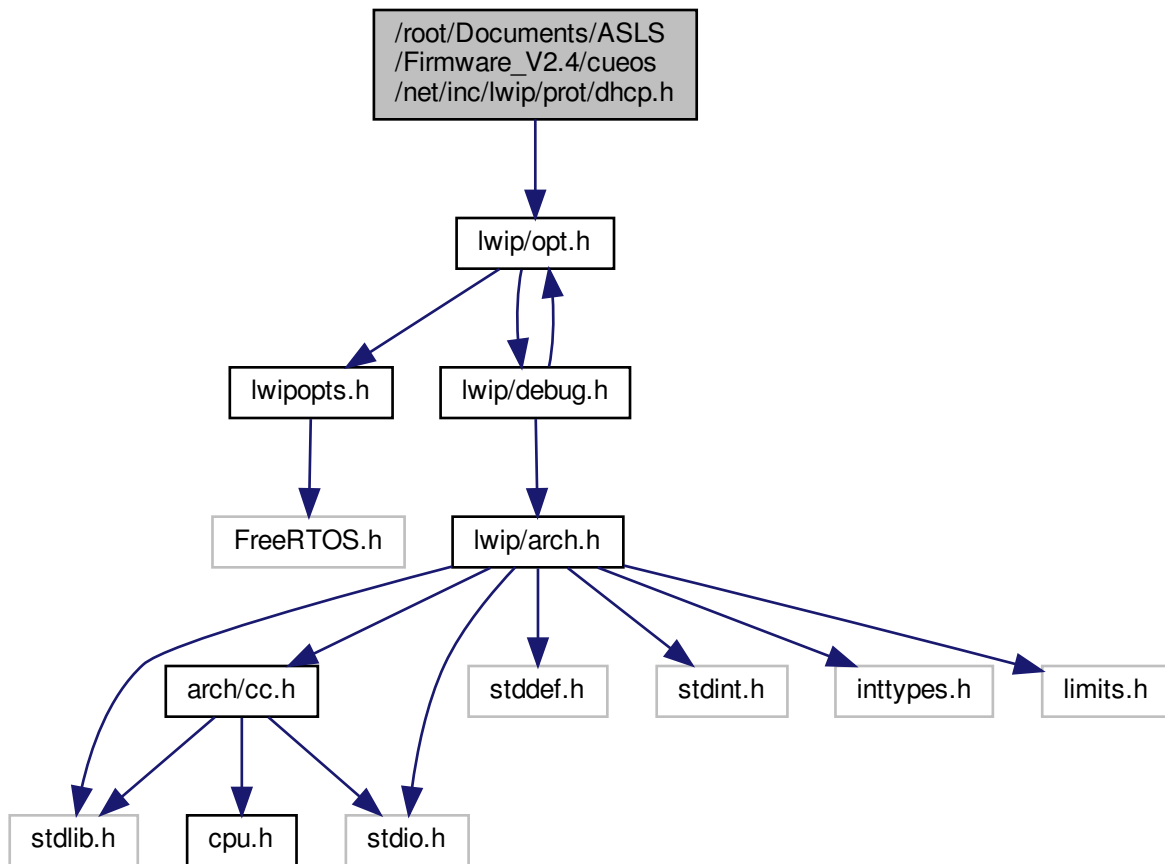 /root/Documents/ASLS
/Firmware_V2.4/cueos
/net/inc/lwip/prot/dhcp.h
lwip/opt.h
lwipopts.h
lwip/debug.h
FreeRTOS.h
lwip/arch.h
arch/cc.h
stddef.h
stdint.h
inttypes.h
limits.h
stdlib.h
cpu.h
stdio.h